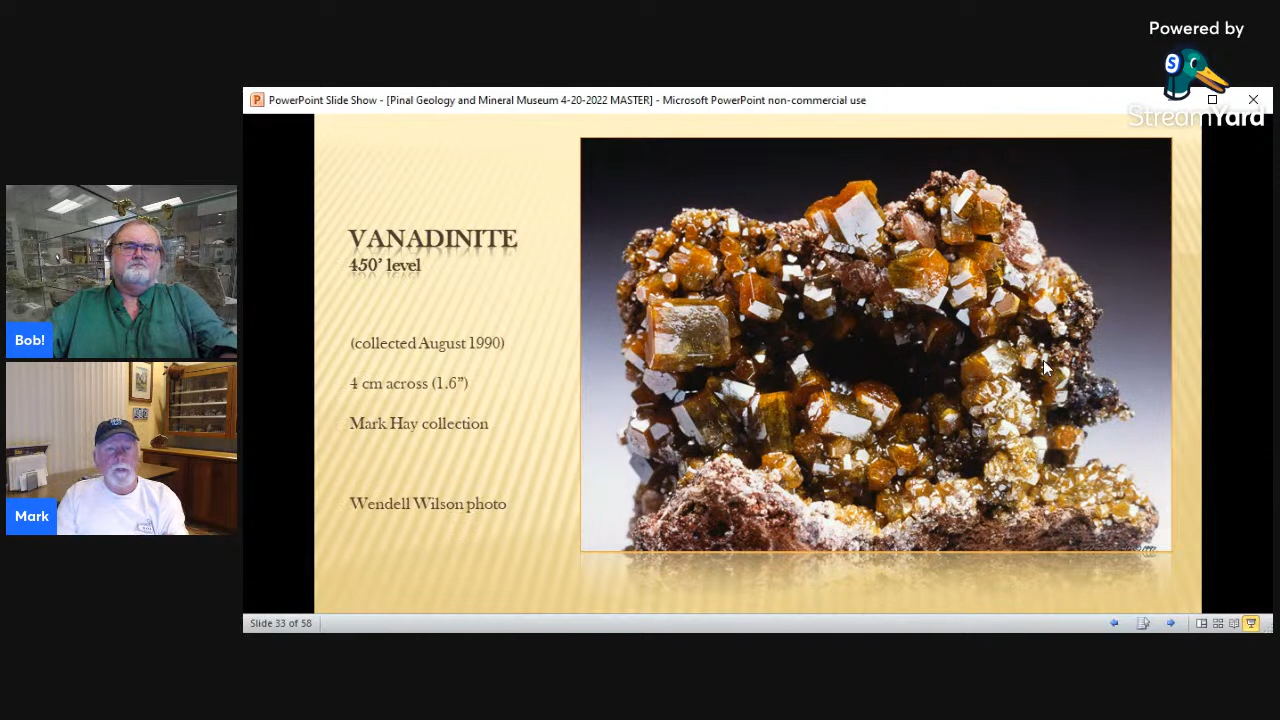 Powered by
S
StreamYard
PowerPoint Slide Show - [Pinal Geology and Mineral Museum 4-20-2022 MASTER] - Microsoft PowerPoint non-commercial use
VANADINITE
450’ level
(collected August 1990)
4 cm across (1.6”)
Mark Hay collection
Wendell Wilson photo
Bob!
Mark
Slide 33 of 58